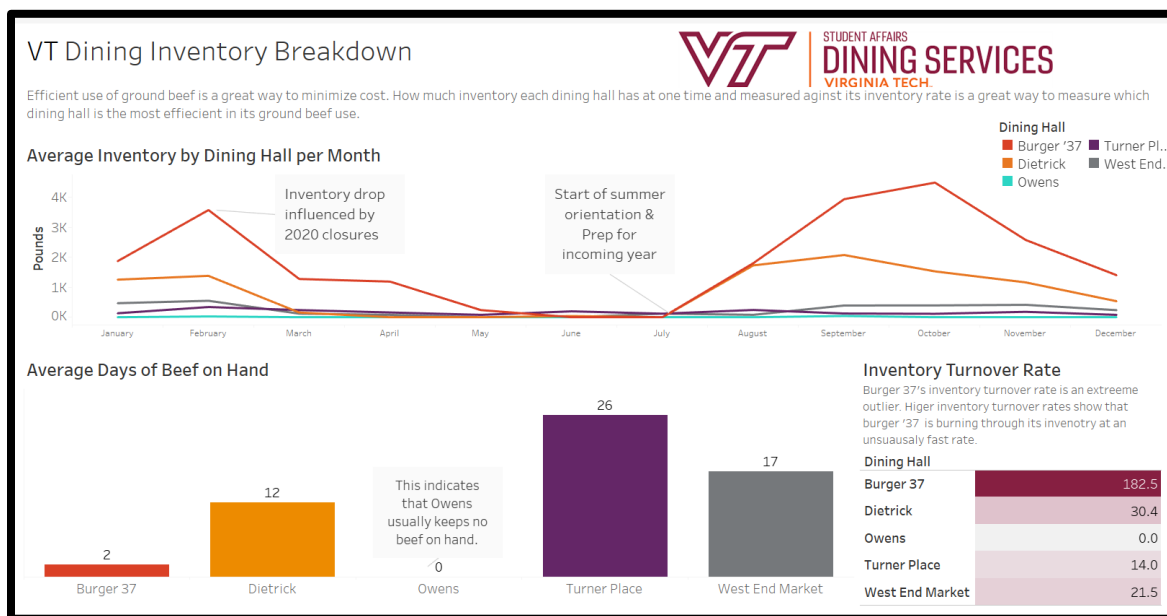 VT Dining Inventory Breakdown
VT
STUDENT AFFAIRS
DINING SERVICES
VIRGINIA TECH.
Efficient use of ground beef is a great way to minimize cost. How much inventory each dining hall has at one time and measured aginst its inventory rate is a great way to measure which
dining hall is the most effiecient in its ground beef use.
Dining Hall
Burger '37
Turner Pl..
Dietrick
West End..
Owens
Average Inventory by Dining Hall per Month
Pounds
4K
3K
2K
1K
0K
Inventory drop
influenced by
2020 closures
Start of summer
orientation &
Prep for
incoming year
January February March April May June July August September October November December
Average Days of Beef on Hand
2
12
This indicates
that Owens
usually keeps no
beef on hand.
0
26
17
Burger 37 Dietrick Owens Turner Place West End Market
Inventory Turnover Rate
Burger 37's inventory turnover rate is an extreeme
outlier. Higer inventory turnover rates show that
burger '37 is burning through its invenotry at an
unsuausaly fast rate.
Dining Hall
Burger 37 182.5
Dietrick 30.4
Owens 0.0
Turner Place 14.0
West End Market 21.5